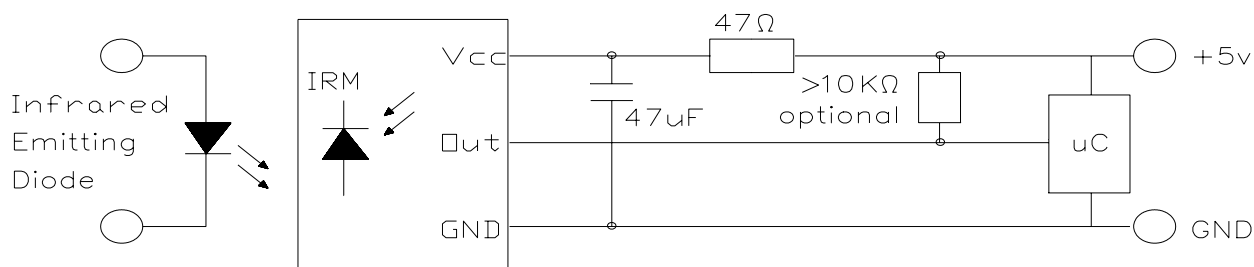 Infrared
Emitting
Diode
IRM
Vcc
Out
GND
47Ω
47uF
>10KΩ
optional
uC
+5v
GND